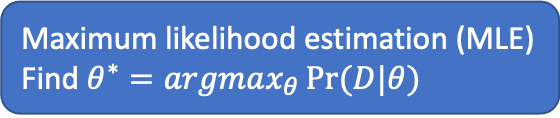 Maximum likelihood estimation (MLE)
Find θ* = argmax_θ Pr(D|θ)